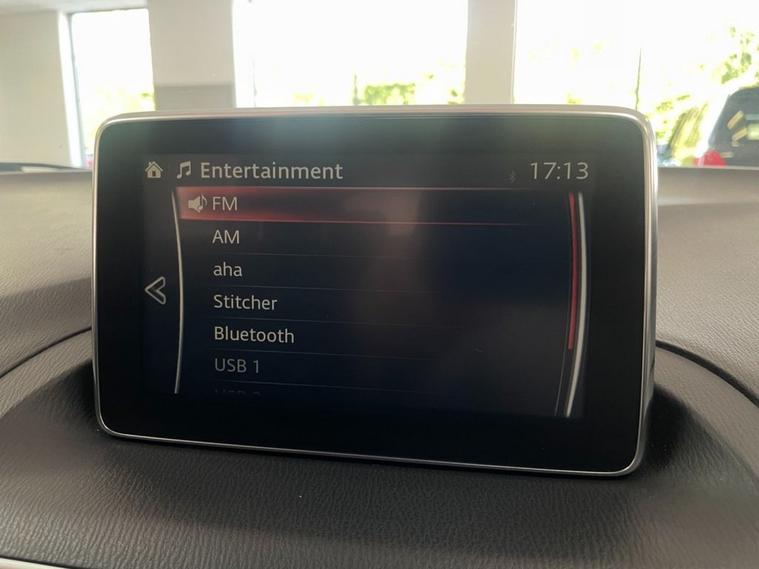 Entertainment 17:13
FM
AM
aha
Stitcher
Bluetooth
USB 1